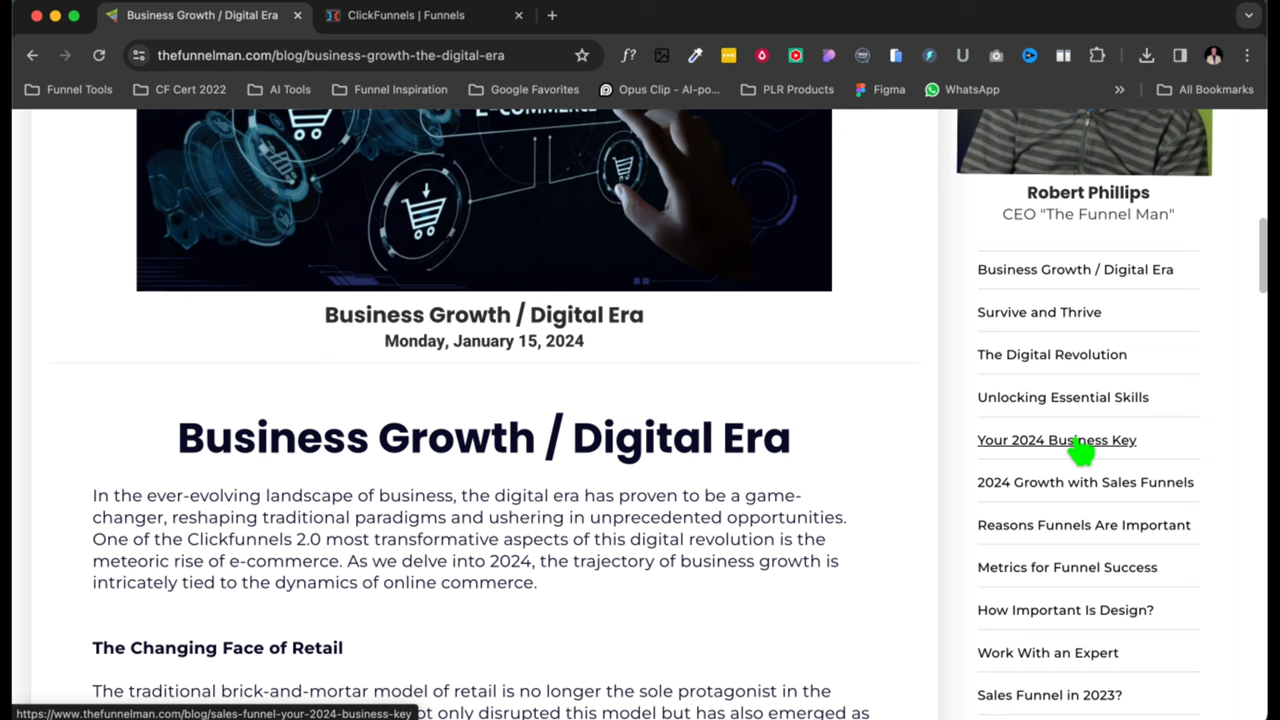 Business Growth / Digital Era
ClickFunnels | Funnels
thefunnelman.com/blog/business-growth-the-digital-era
f?
Funnel Tools
CF Cert 2022
AI Tools
Funnel Inspiration
Google Favorites
Opus Clip - AI-po...
PLR Products
Figma
WhatsApp
»
All Bookmarks
E-COMMERCE
Business Growth / Digital Era
Monday, January 15, 2024
Business Growth / Digital Era
In the ever-evolving landscape of business, the digital era has proven to be a game-
changer, reshaping traditional paradigms and ushering in unprecedented opportunities.
One of the Clickfunnels 2.0 most transformative aspects of this digital revolution is the
meteoric rise of e-commerce. As we delve into 2024, the trajectory of business growth is
intricately tied to the dynamics of online commerce.
The Changing Face of Retail
The traditional brick-and-mortar model of retail is no longer the sole protagonist in the
ot only disrupted this model but has also emerged as
Robert Phillips
CEO "The Funnel Man"
Business Growth / Digital Era
Survive and Thrive
The Digital Revolution
Unlocking Essential Skills
Your 2024 Business Key
2024 Growth with Sales Funnels
Reasons Funnels Are Important
Metrics for Funnel Success
How Important Is Design?
Work With an Expert
Sales Funnel in 2023?
https://www.thefunnelman.com/blog/sales-funnel-your-2024-business-key